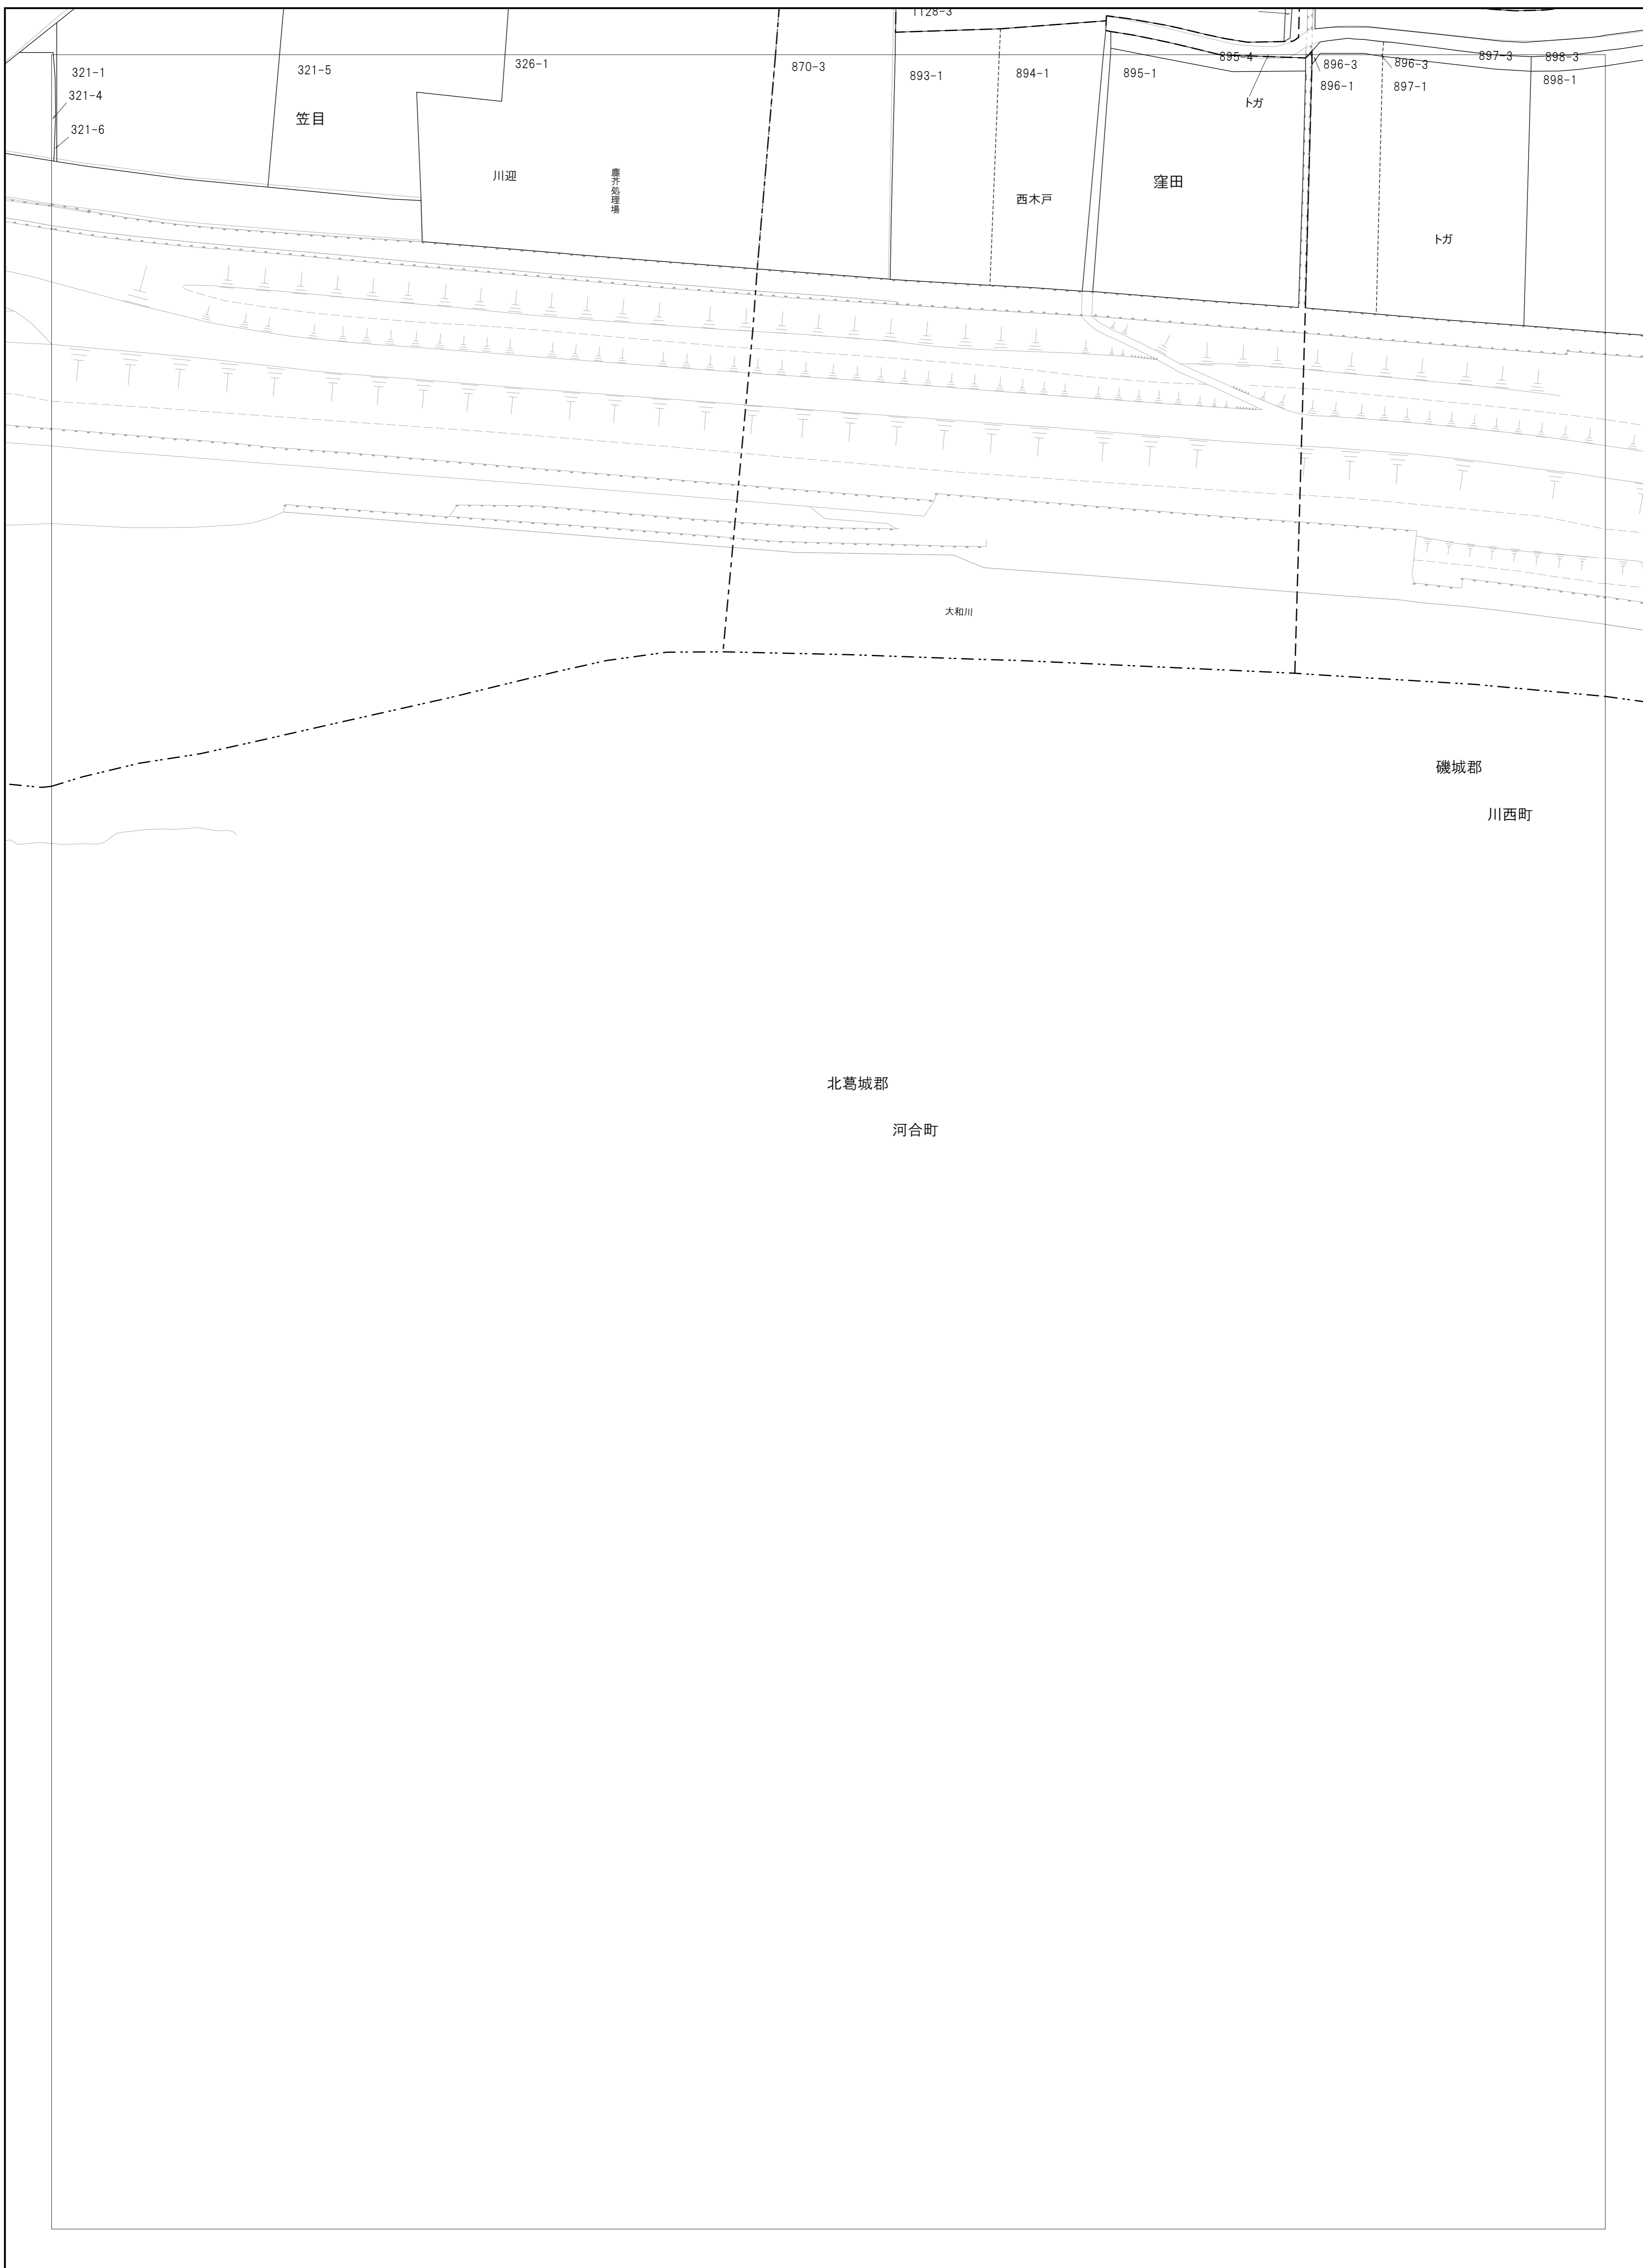 1128-3
321-1
321-5
326-1
870-3
893-1
894-1
895-1
895-4
896-3
896-3
897-3
898-3
896-1
897-1
898-1
321-4
321-6
笠目
トガ
川迎
塵芥処理場
西木戸
窪田
トガ
大和川
磯城郡
川西町
北葛城郡
河合町